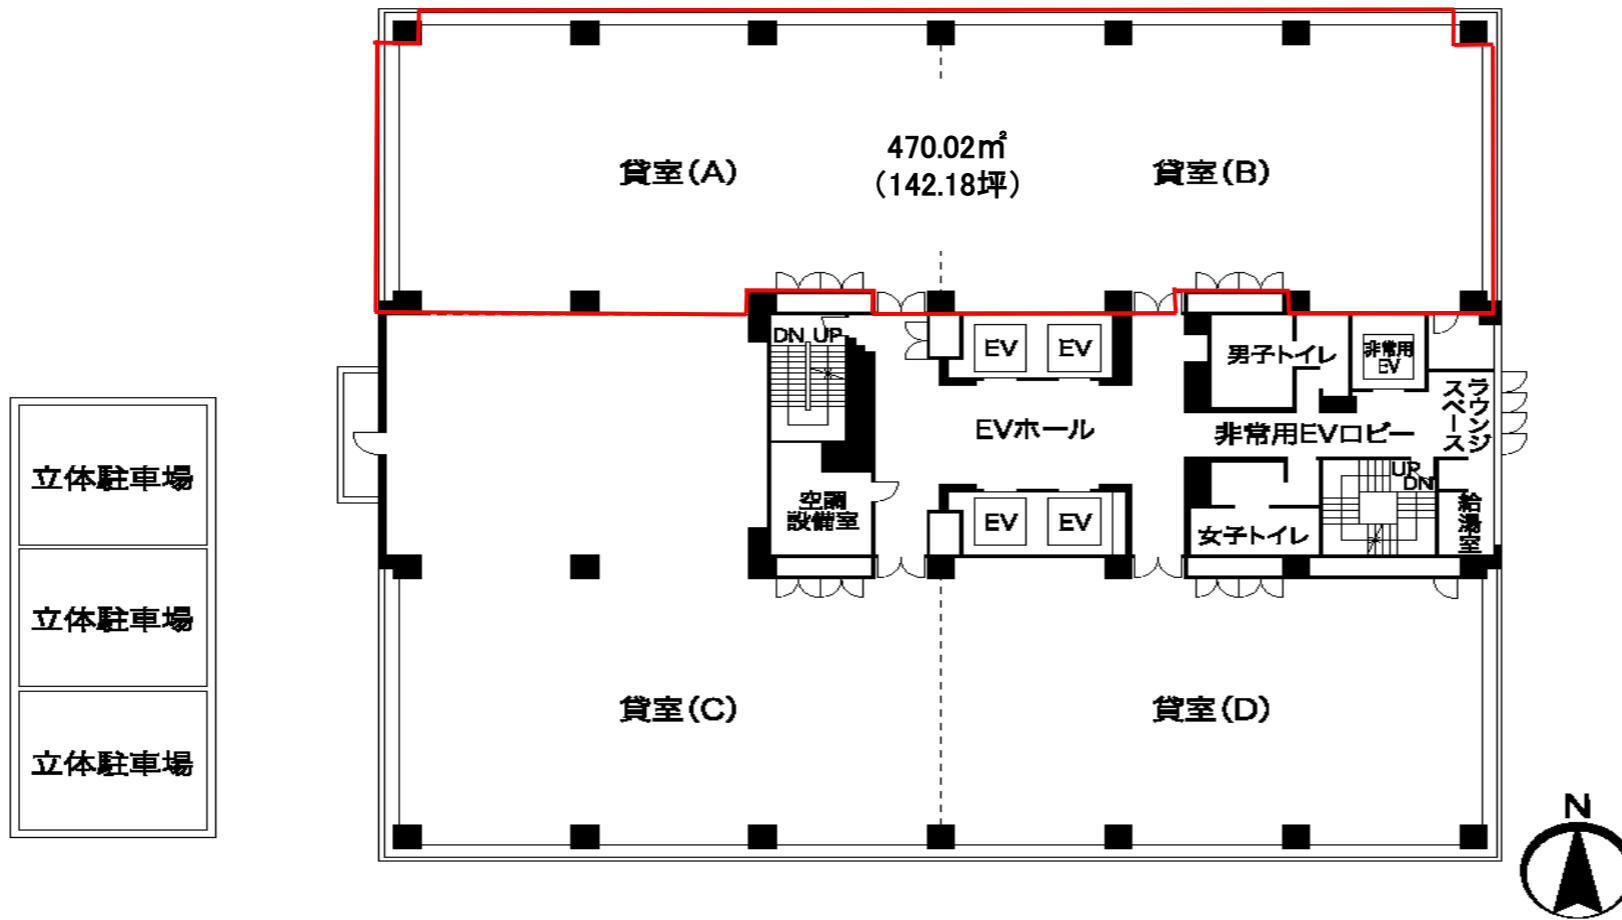 470.02㎡
(142.18坪)
貸室(A)
貸室(B)
DN UP
EV
EV
男子トイレ
非常用
EV
ラウンジ
スペース
EVホール
非常用EVロビー
UP
DN
立体駐車場
空調
設備室
EV
EV
女子トイレ
給湯室
立体駐車場
貸室(C)
貸室(D)
立体駐車場
N